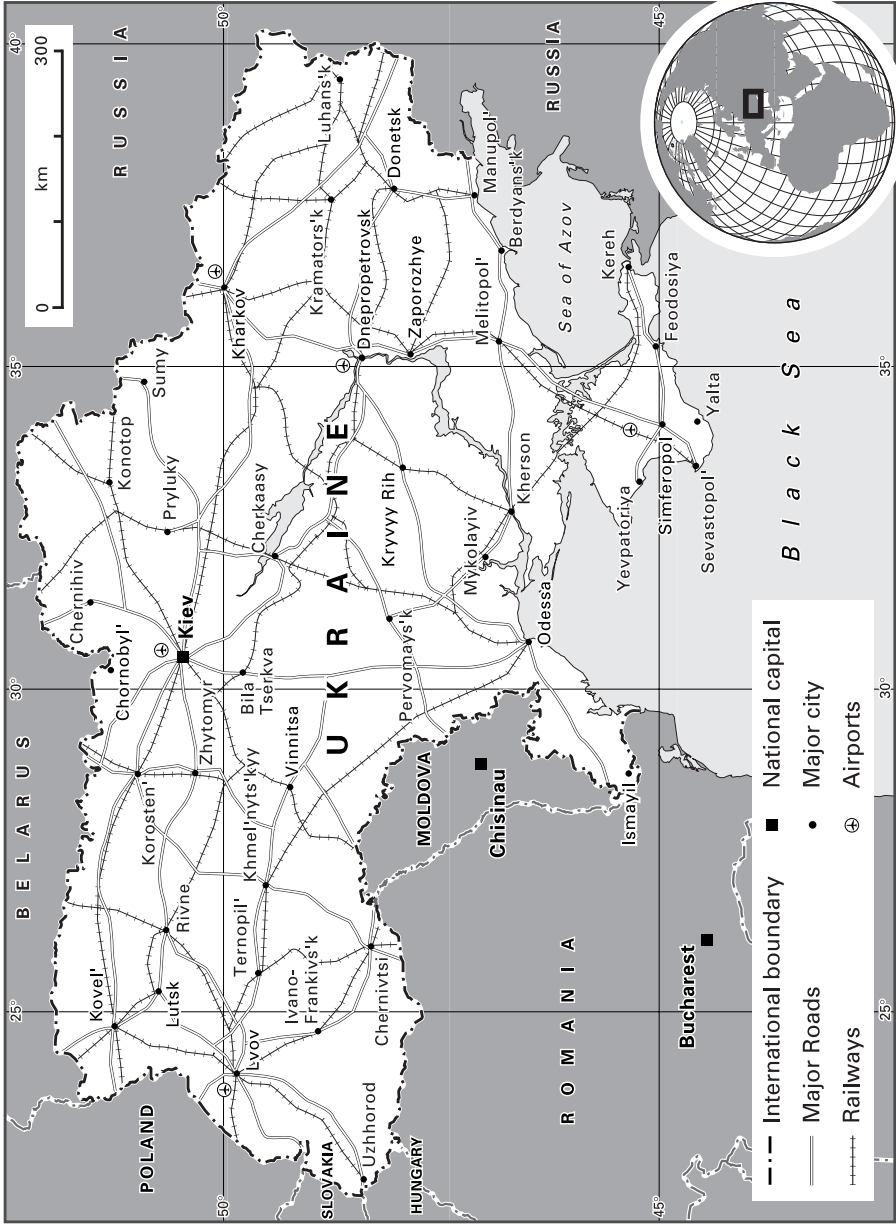 40°
35°
30°
25°
50°
45°
50°
45°
0 km 300
RUSSIA
RUSSIA
BELARUS
POLAND
SLOVAKIA
HUNGARY
ROMANIA
MOLDOVA
UKRAINE
Black Sea
Sea of Azov
Kovel'
Lutsk
Rivne
Korosten'
Zhytomyr
Chornobyl'
Chernihiv
Kiev
Konotop
Pryluky
Sumy
Kharkov
Lvov
Ternopil'
Khmel'nyts'kyy
Vinnitsa
Bila
Tserkva
Cherkaasy
Ivano-
Frankivs'k
Uzhhorod
Chernivtsi
Pervomays'k
Kryvyy Rih
Dnepropetrovsk
Zaporozhye
Kramators'k
Luhans'k
Donetsk
Manupol'
Berdyans'k
Melitopol'
Mykolayiv
Kherson
Odessa
Ismayil
Chisinau
Bucharest
Yevpatoriya
Simferopol
Sevastopol'
Yalta
Feodosiya
Kereh
International boundary
Major Roads
Railways
National capital
Major city
Airports